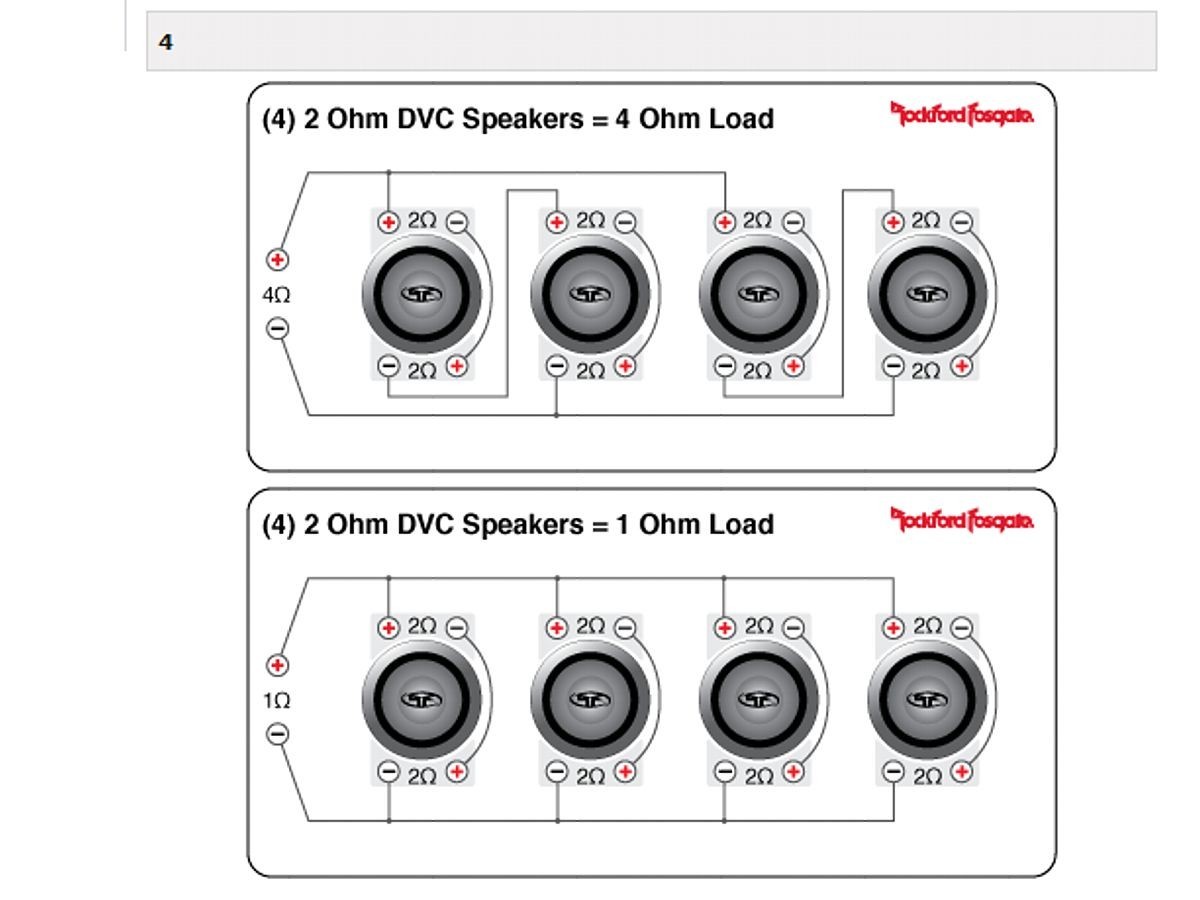 4
(4) 2 Ohm DVC Speakers = 4 Ohm Load
Rockford Fosgate
+ 2Ω − + 2Ω − + 2Ω − + 2Ω −
+
4Ω
−
− 2Ω + − 2Ω + − 2Ω + − 2Ω +
(4) 2 Ohm DVC Speakers = 1 Ohm Load
Rockford Fosgate
+ 2Ω − + 2Ω − + 2Ω − + 2Ω −
+
1Ω
−
− 2Ω + − 2Ω + − 2Ω + − 2Ω +